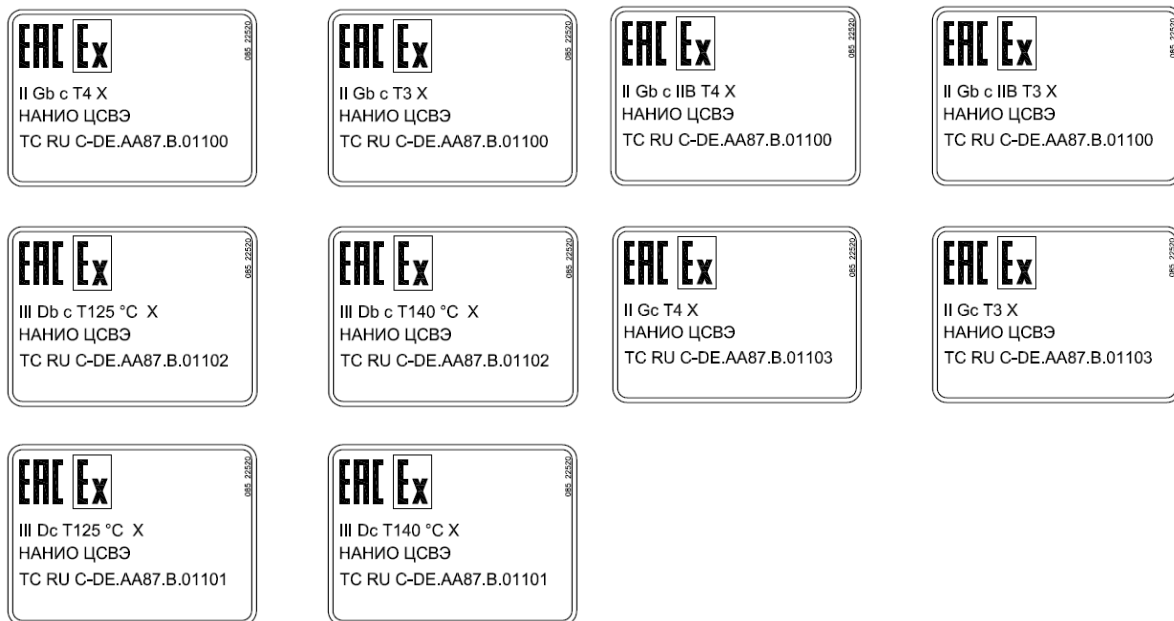 EAC Ex
085 22520
II Gb c T4 X
НАНИО ЦСВЭ
TC RU C-DE.AA87.B.01100
EAC Ex
085 22520
II Gb c T3 X
НАНИО ЦСВЭ
TC RU C-DE.AA87.B.01100
EAC Ex
085 22520
II Gb c IIB T4 X
НАНИО ЦСВЭ
TC RU C-DE.AA87.B.01100
EAC Ex
085 22520
II Gb c IIB T3 X
НАНИО ЦСВЭ
TC RU C-DE.AA87.B.01100
EAC Ex
085 22520
III Db c T125 °C X
НАНИО ЦСВЭ
TC RU C-DE.AA87.B.01102
EAC Ex
085 22520
III Db c T140 °C X
НАНИО ЦСВЭ
TC RU C-DE.AA87.B.01102
EAC Ex
085 22520
II Gc T4 X
НАНИО ЦСВЭ
TC RU C-DE.AA87.B.01103
EAC Ex
085 22520
II Gc T3 X
НАНИО ЦСВЭ
TC RU C-DE.AA87.B.01103
EAC Ex
085 22520
III Dc T125 °C X
НАНИО ЦСВЭ
TC RU C-DE.AA87.B.01101
EAC Ex
085 22520
III Dc T140 °C X
НАНИО ЦСВЭ
TC RU C-DE.AA87.B.01101